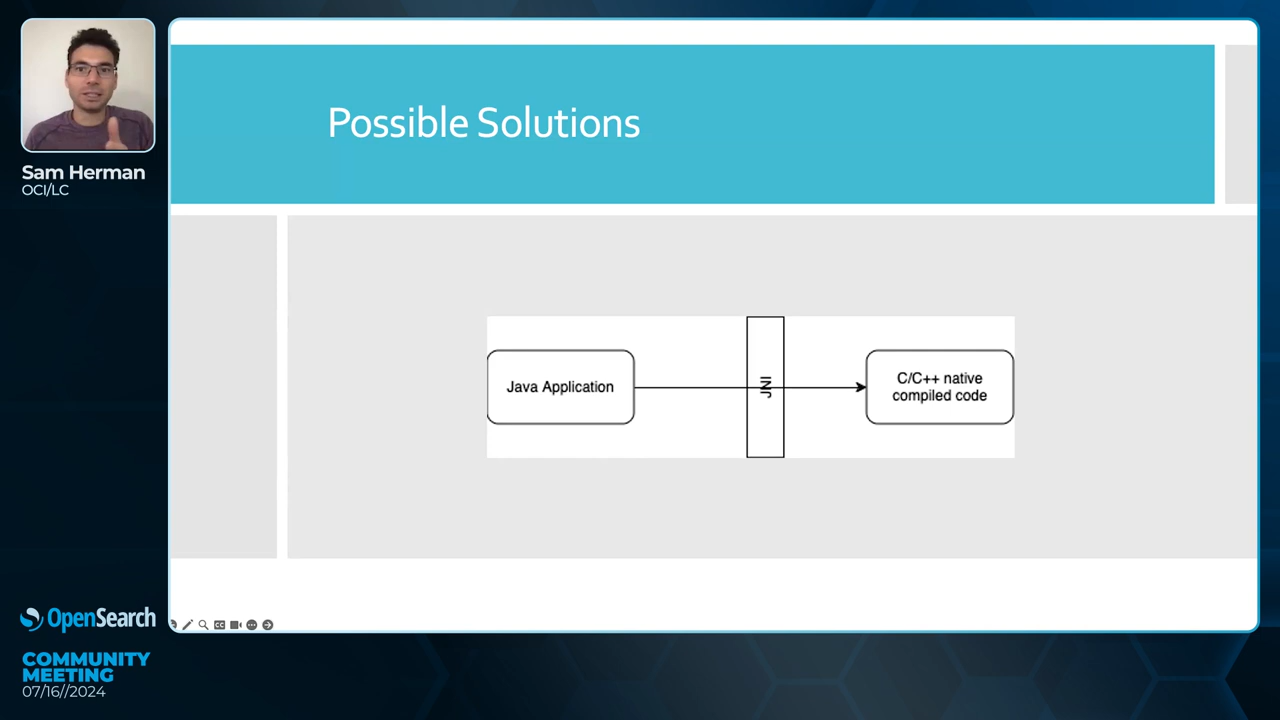 Sam Herman
OCI/LC
Possible Solutions
Java Application
JNI
C/C++ native
compiled code
OpenSearch
COMMUNITY
MEETING
07/16//2024